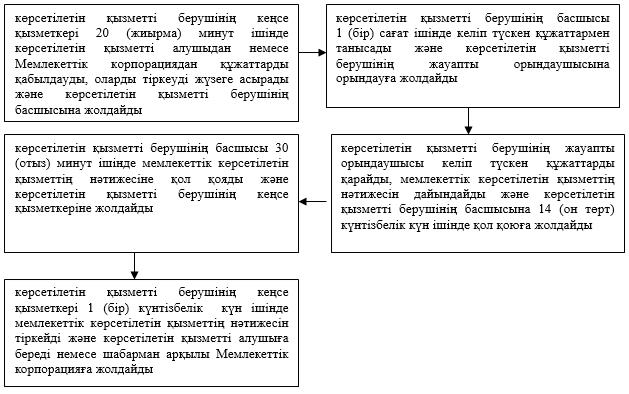 көрсетілетін қызметті берушінің кеңсе
қызметкері 20 (жиырма) минут ішінде
көрсетілетін қызметті алушыдан немесе
Мемлекеттік корпорациядан құжаттарды
қабылдауды, оларды тіркеуді жүзеге асырады
және көрсетілетін қызметті берушінің
басшысына жолдайды
көрсетілетін қызметті берушінің басшысы
1 (бір) сағат ішінде келіп түскен құжаттармен
танысады және көрсетілетін қызметті
берушінің жауапты орындаушысына
орындауға жолдайды
көрсетілетін қызметті берушінің жауапты
орындаушысы келіп түскен құжаттарды
қарайды, мемлекеттік көрсетілетін қызметтің
нәтижесін дайындайды және көрсетілетін
қызметті берушінің басшысына 14 (он төрт)
күнтізбелік күн ішінде қол қоюға жолдайды
көрсетілетін қызметті берушінің басшысы 30
(отыз) минут ішінде мемлекеттік көрсетілетін
қызметтің нәтижесіне қол қояды және
көрсетілетін қызметті берушінің кеңсе
қызметкеріне жолдайды
көрсетілетін қызметті берушінің кеңсе
қызметкері 1 (бір) күнтізбелік күн ішінде
мемлекеттік көрсетілетін қызметтің нәтижесін
тіркейді және көрсетілетін қызметті алушыға
береді немесе шабарман арқылы Мемлекеттік
корпорацияға жолдайды